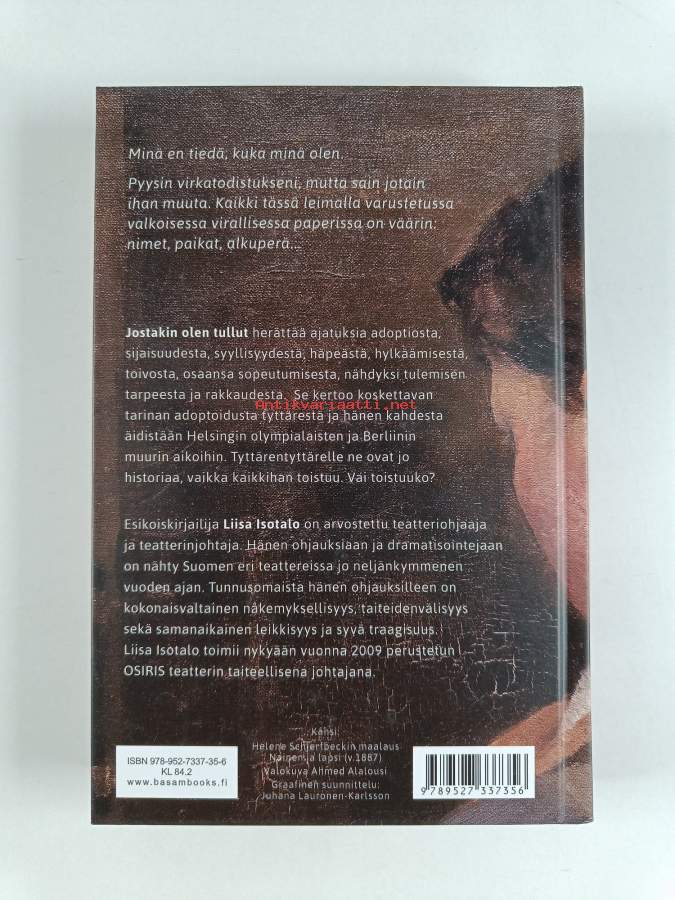 Minä en tiedä, kuka minä olen.
Pyysin virkatodistukseni, mutta sain jotain
ihan muuta. Kaikki tässä leimalla varustetussa
valkoisessa virallisessa paperissa on väärin:
nimet, paikat, alkuperä...
Jostakin olen tullut herättää ajatuksia adoptiosta,
sijaisuudesta, syyllisyydestä, häpeästä, hylkäämisestä,
toivosta, osaansa sopeutumisesta, nähdyksi tulemisen
tarpeesta ja rakkaudesta. Se kertoo koskettavan
Antikvariaatti.net
tarinan adoptoidusta tyttärestä ja hänen kahdesta
äidistään Helsingin olympialaisten ja Berliinin
muurin aikoihin. Tyttärentyttärelle ne ovat jo
historiaa, vaikka kaikkihan toistuu. Vai toistuuko?
Esikoiskirjailija Liisa Isotalo on arvostettu teatteriohjaaja
ja teatterinjohtaja. Hänen ohjauksiaan ja dramatisointejaan
on nähty Suomen eri teattereissa jo neljänkymmenen
vuoden ajan. Tunnusomaista hänen ohjauksilleen on
kokonaisvaltainen näkemyksellisyys, taiteidenvälisyys
sekä samanaikainen leikkisyys ja syvä traagisuus.
Liisa Isotalo toimii nykyään vuonna 2009 perustetun
OSIRIS teatterin taiteellisena johtajana.
ISBN 978-952-7337-35-6
KL 84.2
www.basambooks.fi
Kansi:
Helene Schjerfbeckin maalaus
Nainen ja lapsi (v.1887)
Valokuva Ahmed Alalousi
Graafinen suunnittelu:
Juhana Lauronen-Karlsson
9 789527 337356